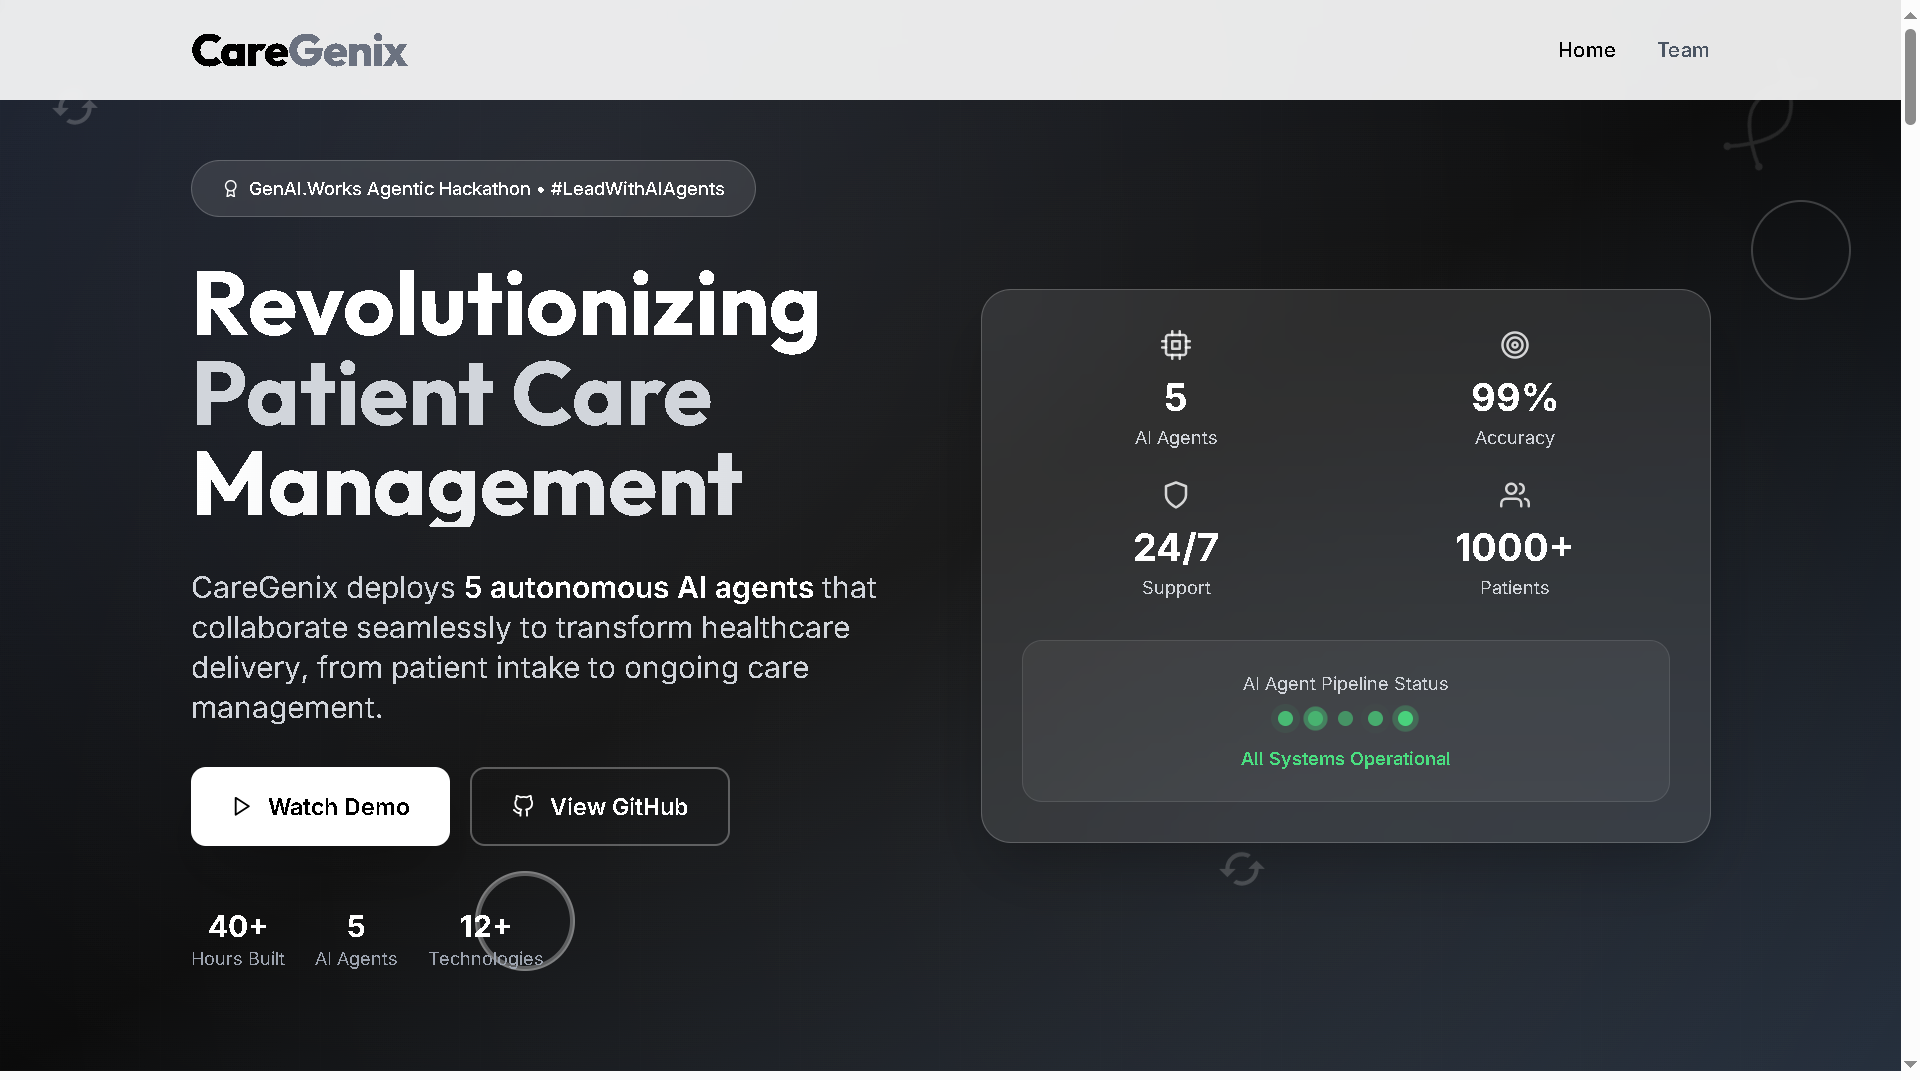 CareGenix
Home
Team
GenAI.Works Agentic Hackathon • #LeadWithAIAgents
Revolutionizing
Patient Care
Management
CareGenix deploys 5 autonomous AI agents that
collaborate seamlessly to transform healthcare
delivery, from patient intake to ongoing care
management.
Watch Demo
View GitHub
40+
Hours Built
5
AI Agents
12+
Technologies
5
AI Agents
99%
Accuracy
24/7
Support
1000+
Patients
AI Agent Pipeline Status
All Systems Operational